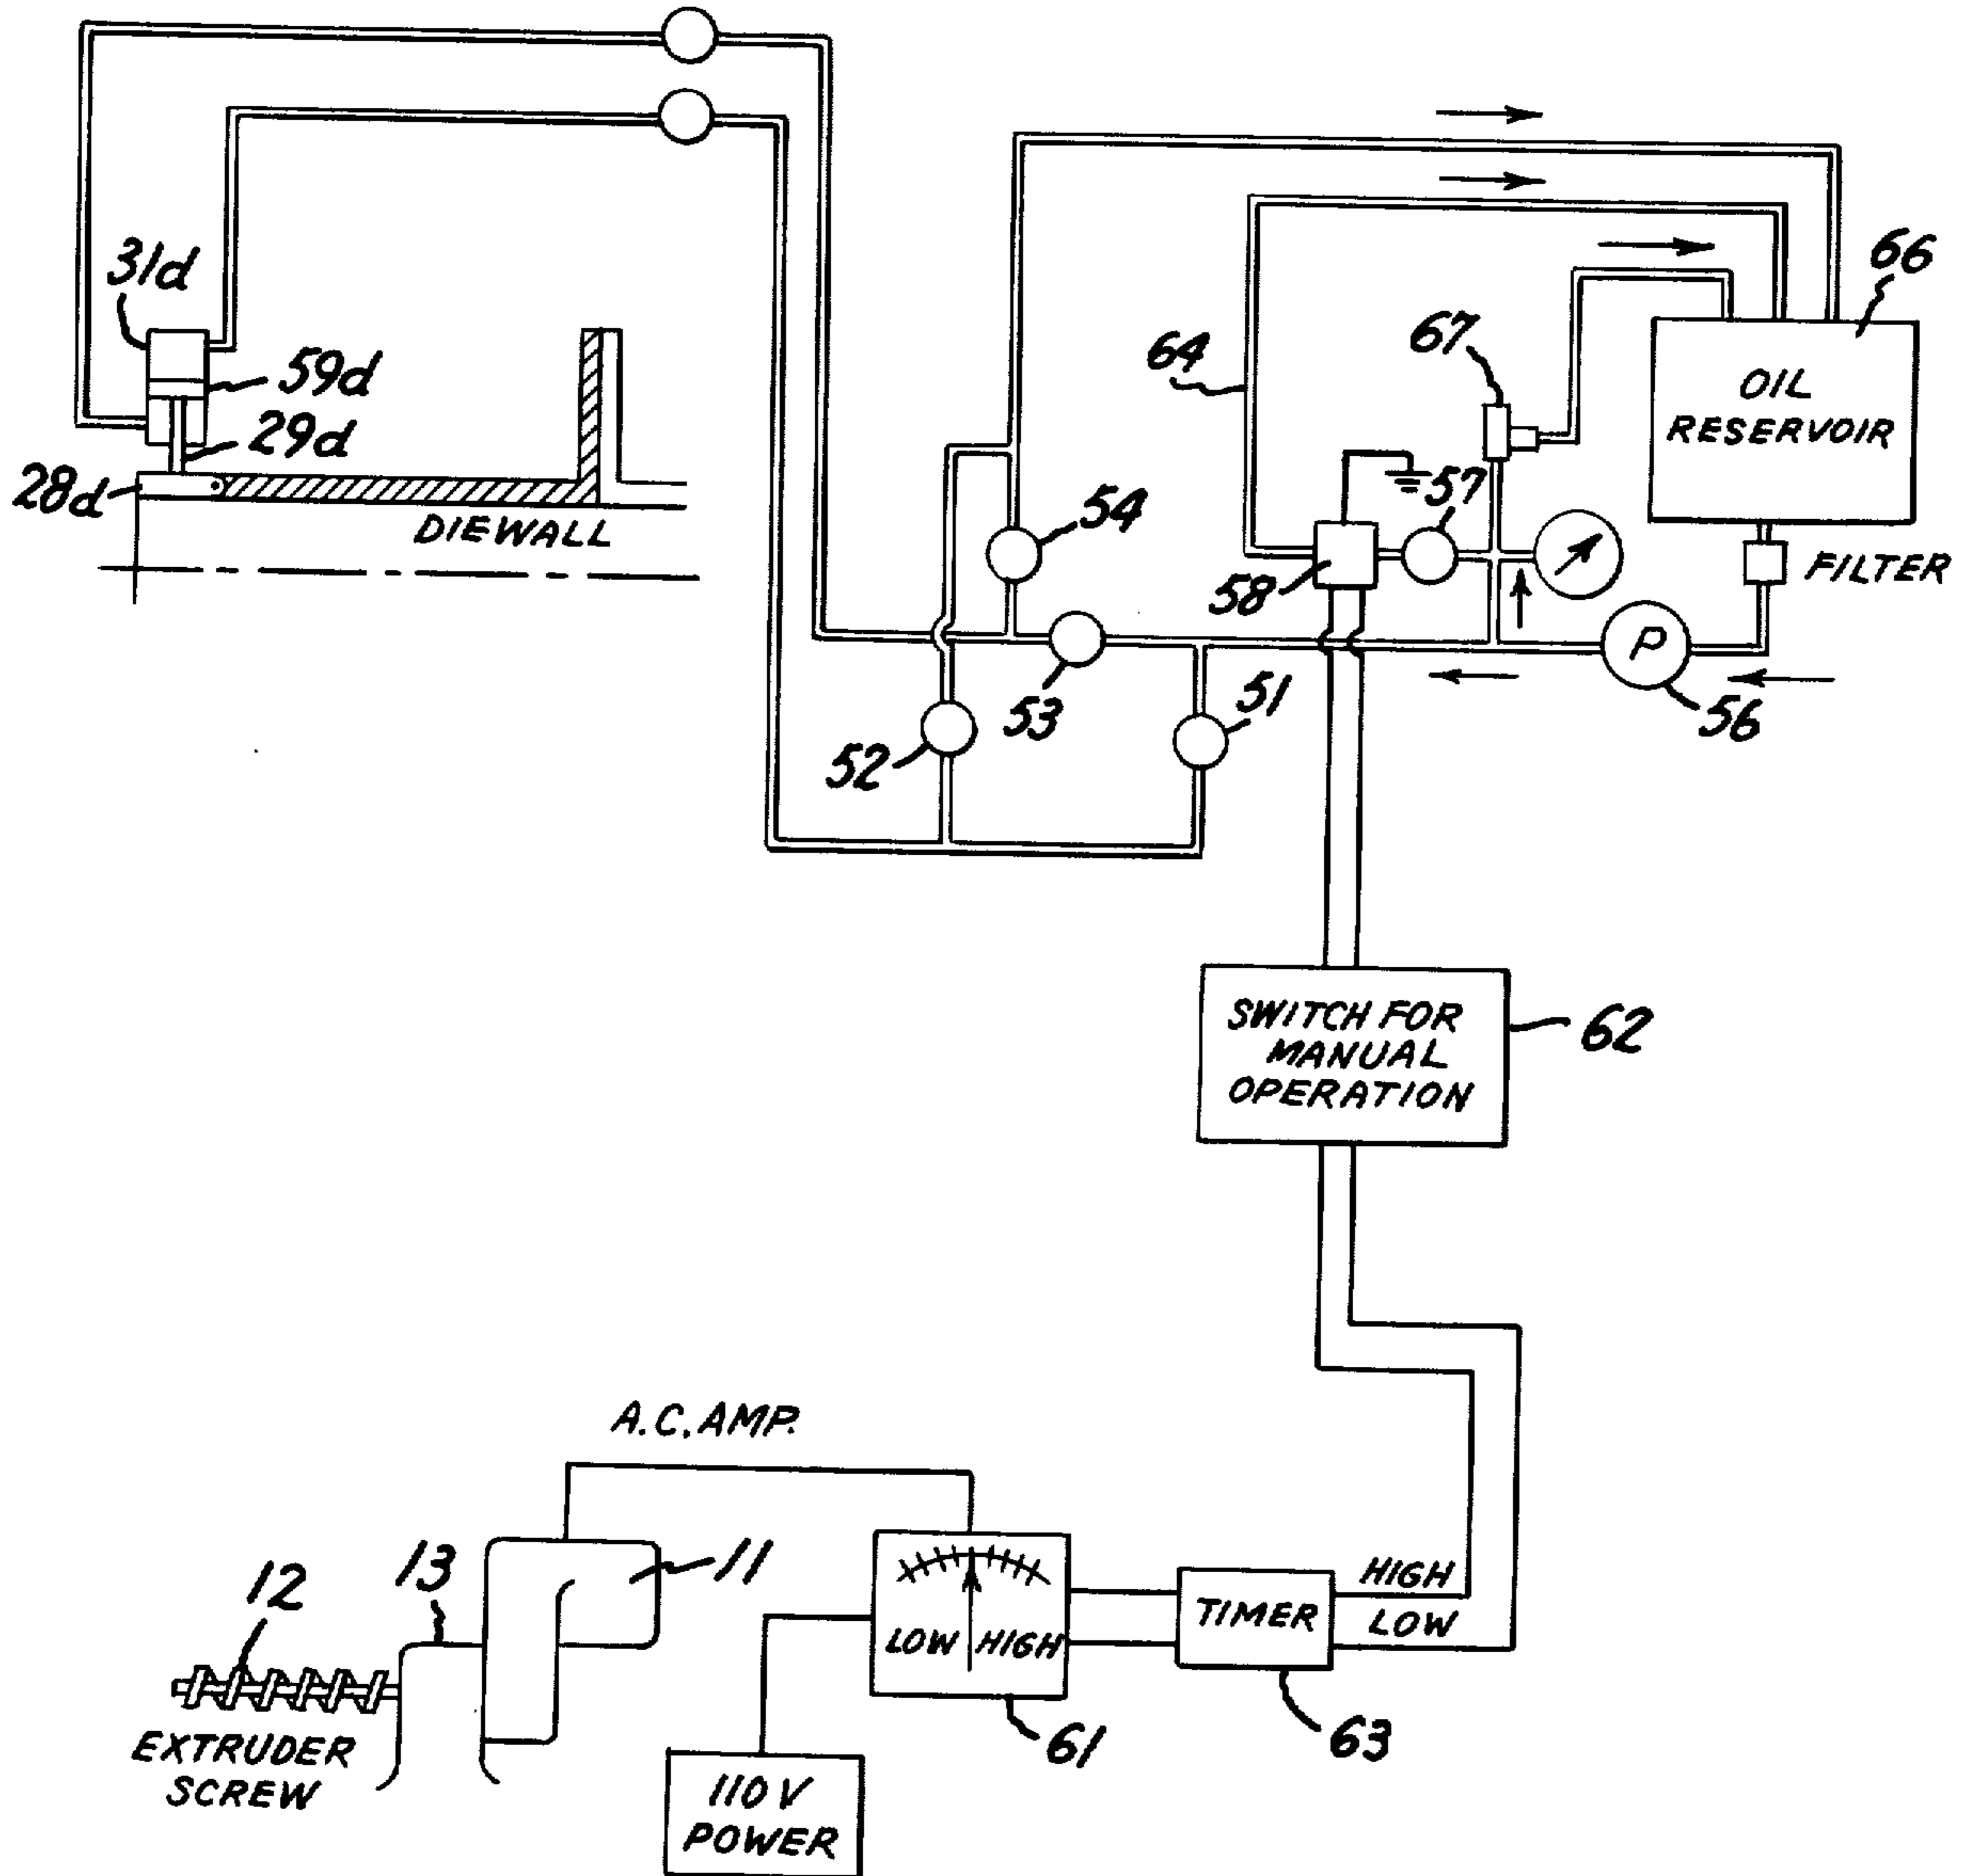 31d
59d
29d
28d
DIEWALL
66
67
64
OIL
RESERVOIR
54
57
58
FILTER
53
51
P
52
56
SWITCH FOR
MANUAL
OPERATION
62
A.C. AMP.
12
13
11
HIGH
LOW
TIMER
LOW HIGH
61
63
EXTRUDER
SCREW
110 V
POWER